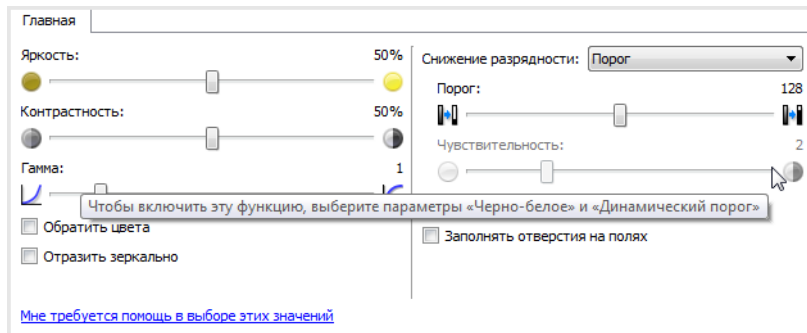 Главная
Яркость: 50%
Контрастность: 50%
Гамма: 1
Чтобы включить эту функцию, выберите параметры «Черно-белое» и «Динамический порог»
Обратить цвета
Отразить зеркально
Мне требуется помощь в выборе этих значений
Снижение разрядности: Порог
Порог: 128
Чувствительность: 2
Заполнять отверстия на полях